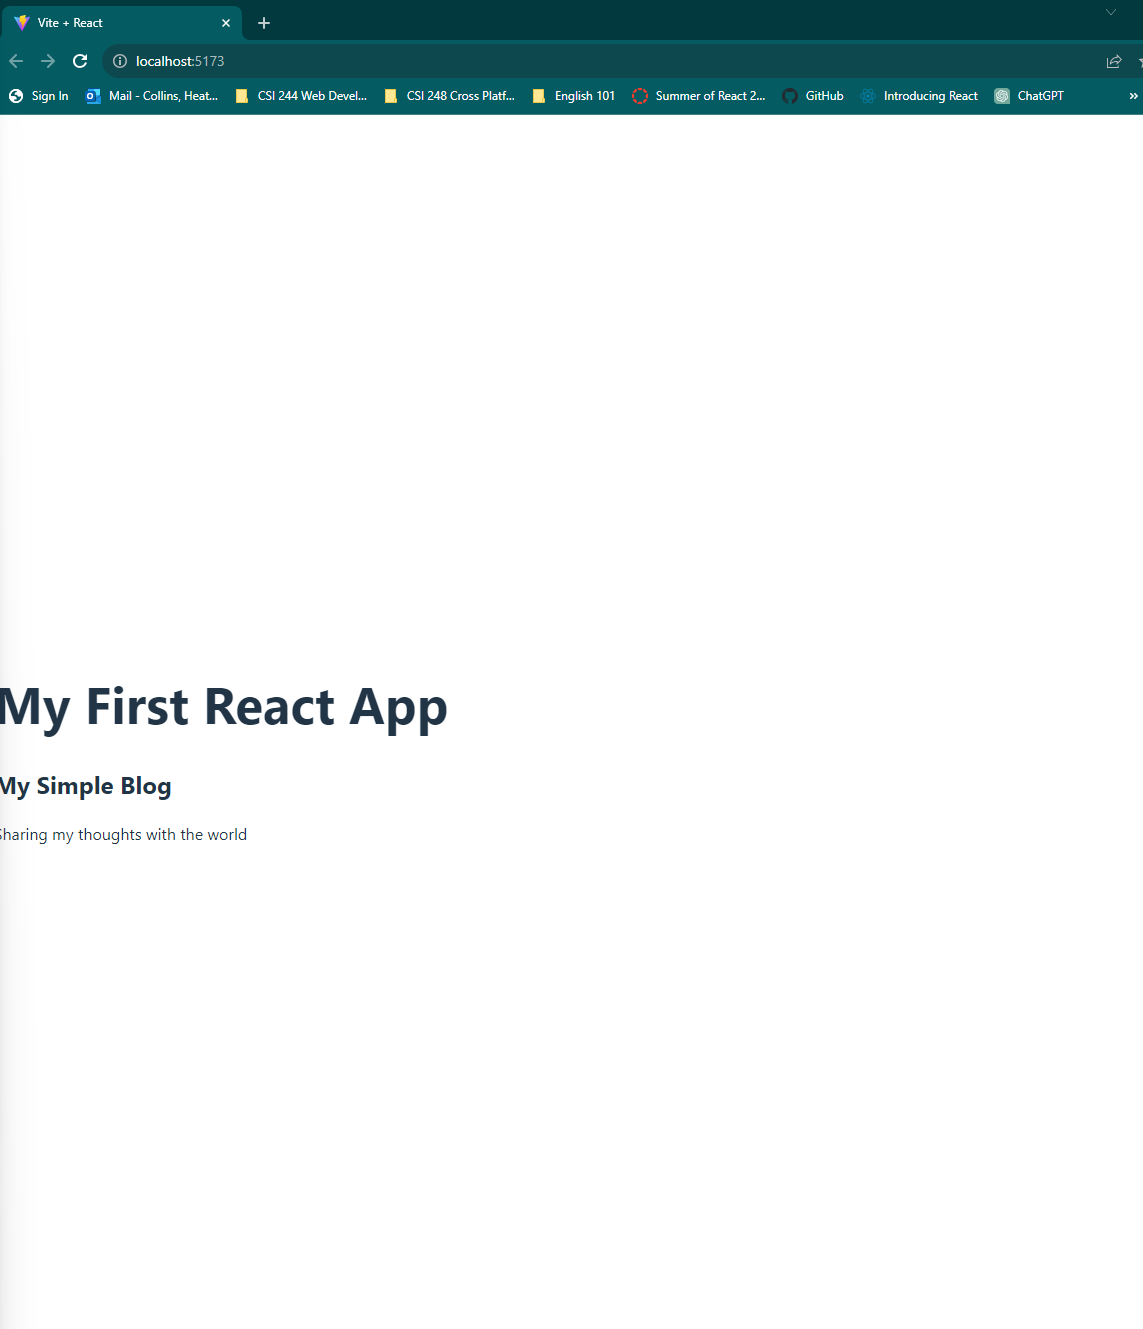 Vite + React
localhost:5173
Sign In Mail - Collins, Heat... CSI 244 Web Devel... CSI 248 Cross Platf... English 101 Summer of React 2... GitHub Introducing React ChatGPT »
My First React App
My Simple Blog
Sharing my thoughts with the world